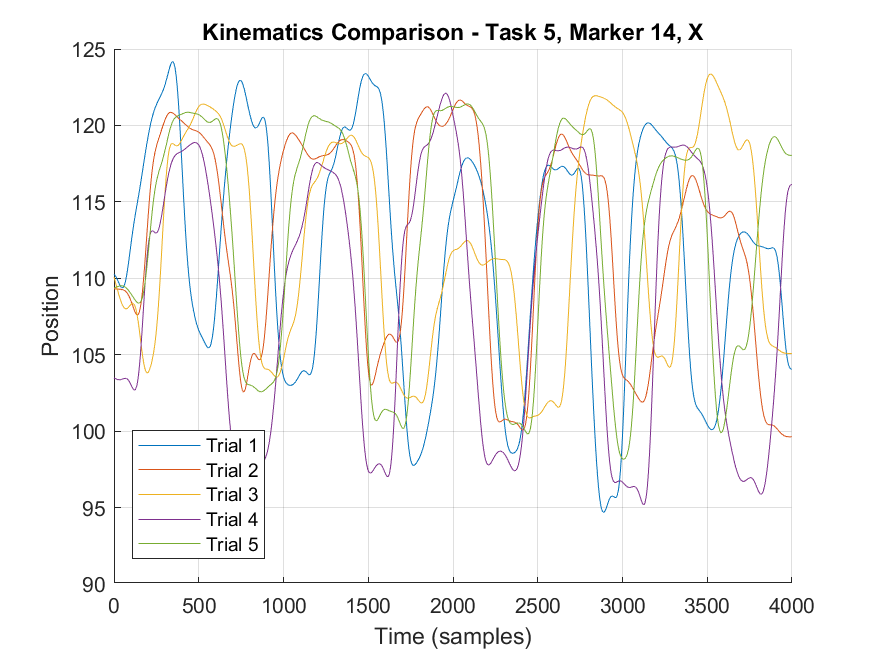 Kinematics Comparison - Task 5, Marker 14, X
125
120
115
110
105
100
95
90
Position
Trial 1
Trial 2
Trial 3
Trial 4
Trial 5
0 500 1000 1500 2000 2500 3000 3500 4000
Time (samples)